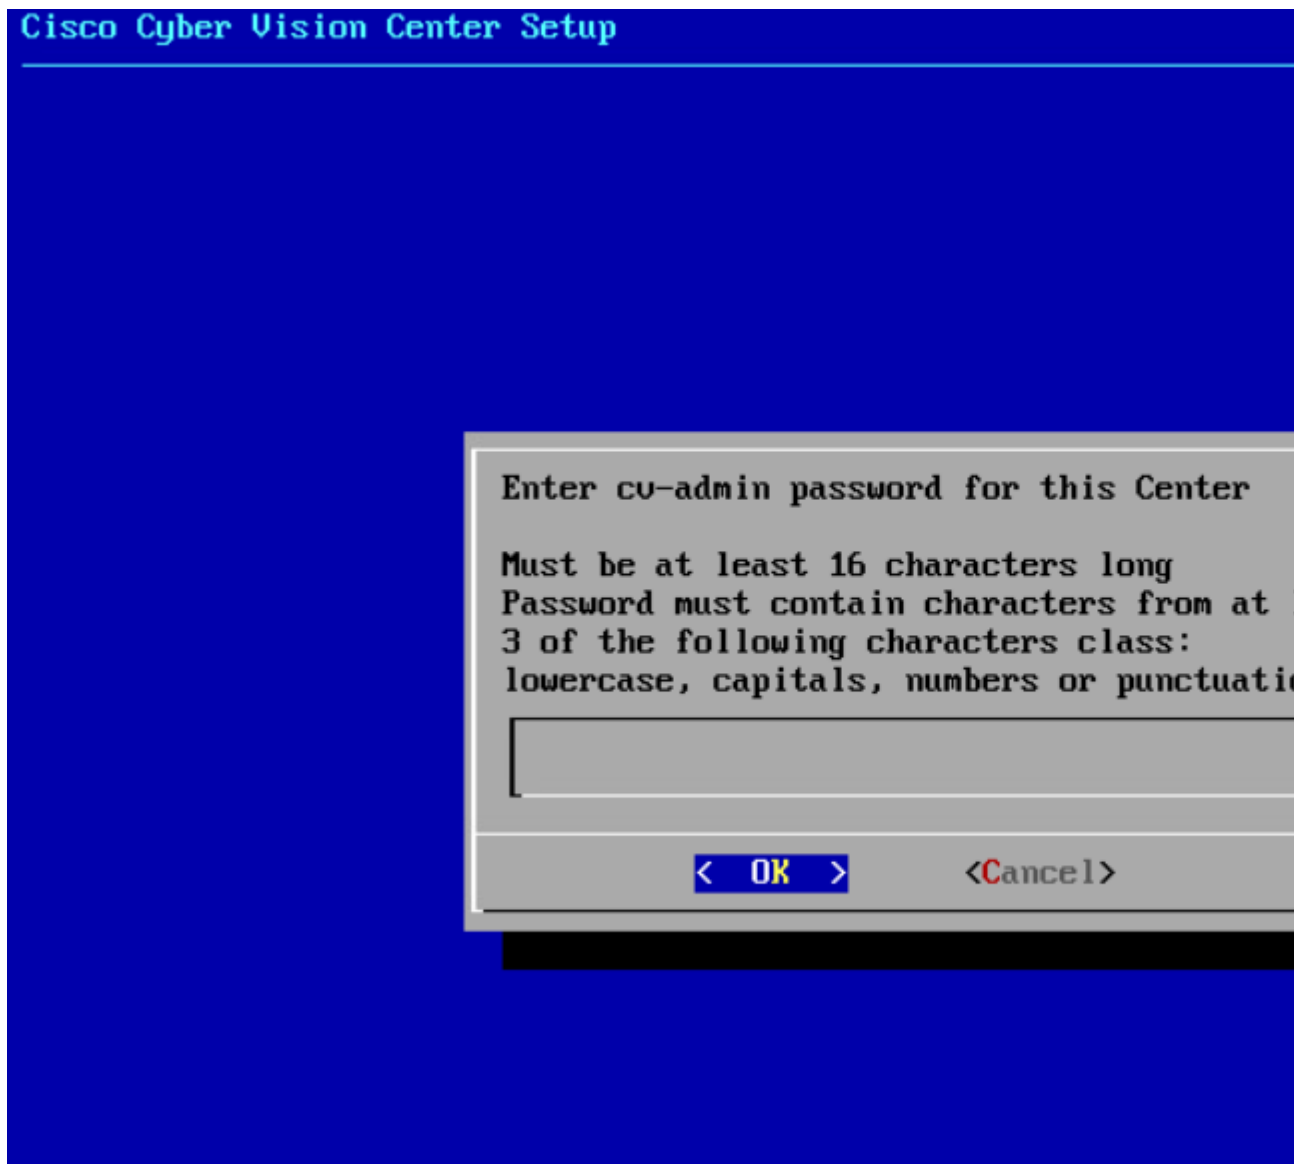 Cisco Cyber Vision Center Setup
Enter cv-admin password for this Center
Must be at least 16 characters long
Password must contain characters from at
3 of the following characters class:
lowercase, capitals, numbers or
< OK > <Cancel>